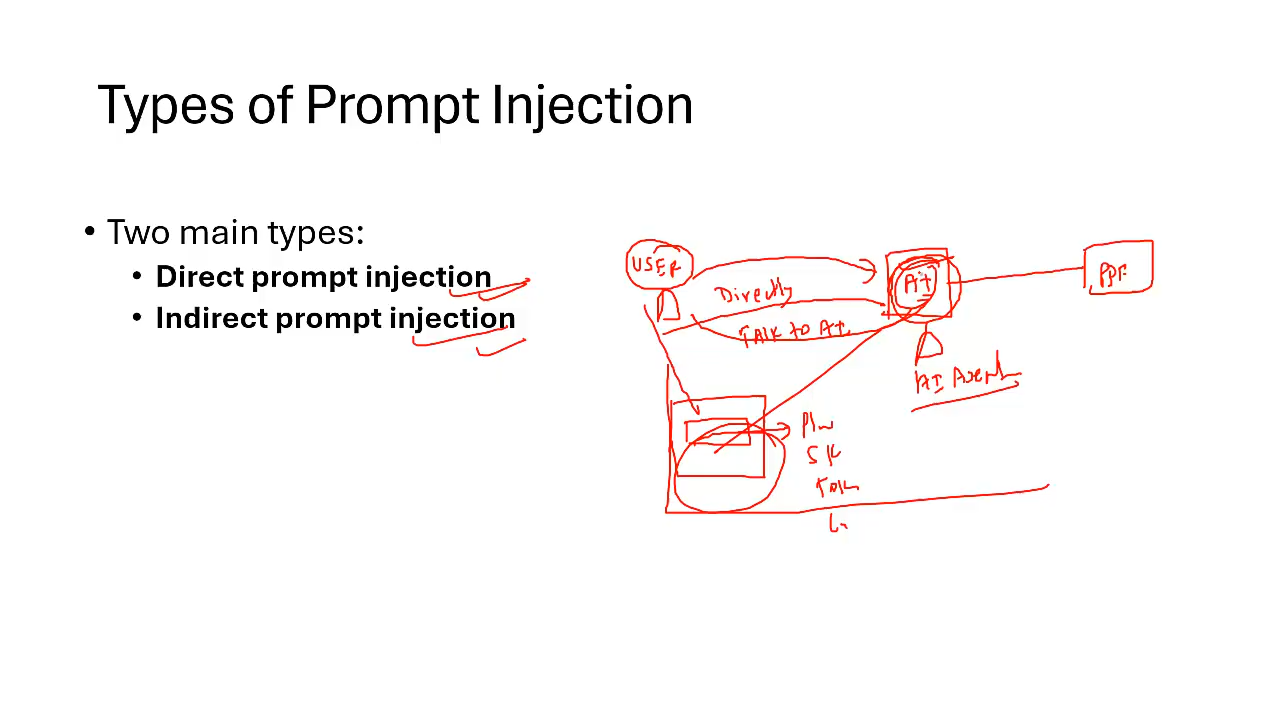 Types of Prompt Injection
• Two main types:
• Direct prompt injection
• Indirect prompt injection
USER
Directly
TALK TO AI
AI
PDF
AI Agent